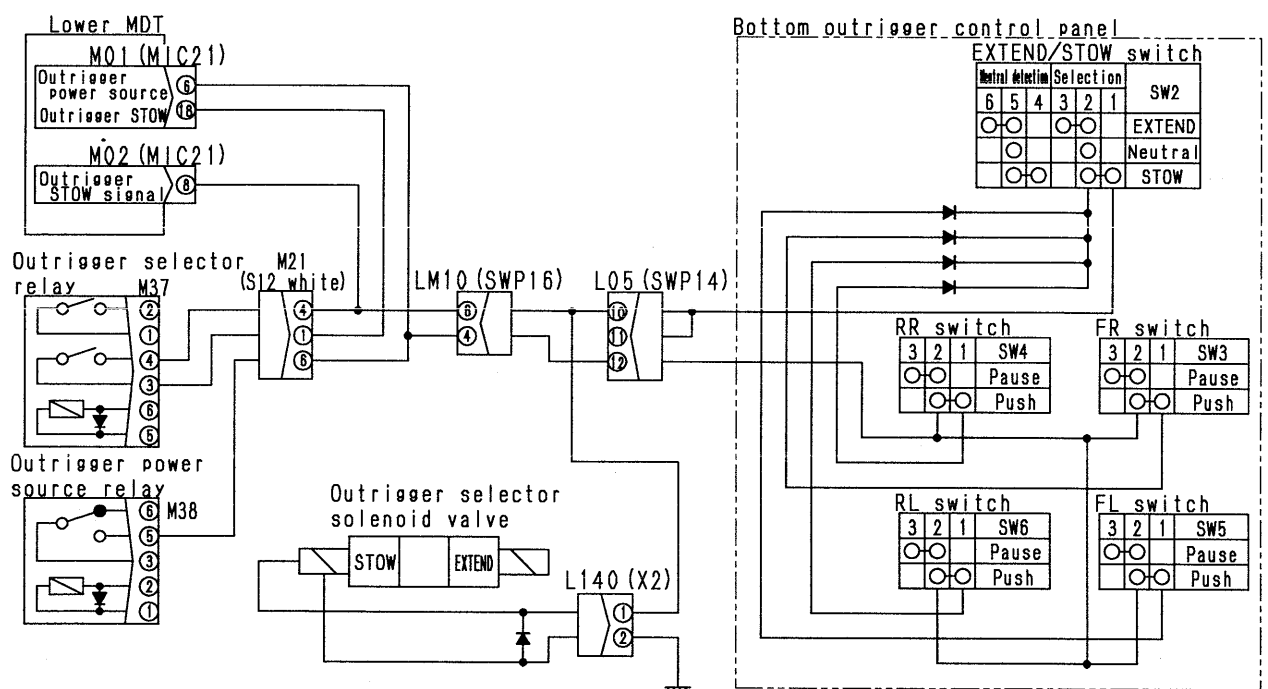 Lower MDT
M01 (MIC21)
Outrigger
power source
6
Outrigger STOW
18
M02 (MIC21)
Outrigger
STOW signal
8
Outrigger selector
relay
M37
2
1
4
3
6
5
M21
(S12 white)
4
1
6
LM10 (SWP16)
6
4
L05 (SWP14)
10
11
12
Outrigger power
source relay
M38
6
5
3
2
1
Outrigger selector
solenoid valve
STOW
EXTEND
L140 (X2)
1
2
Bottom outrigger control panel
EXTEND/STOW switch
Neutral detection Selection
SW2
6 5 4 3 2 1
EXTEND
Neutral
STOW
RR switch
3 2 1 SW4
Pause
Push
FR switch
3 2 1 SW3
Pause
Push
RL switch
3 2 1 SW6
Pause
Push
FL switch
3 2 1 SW5
Pause
Push